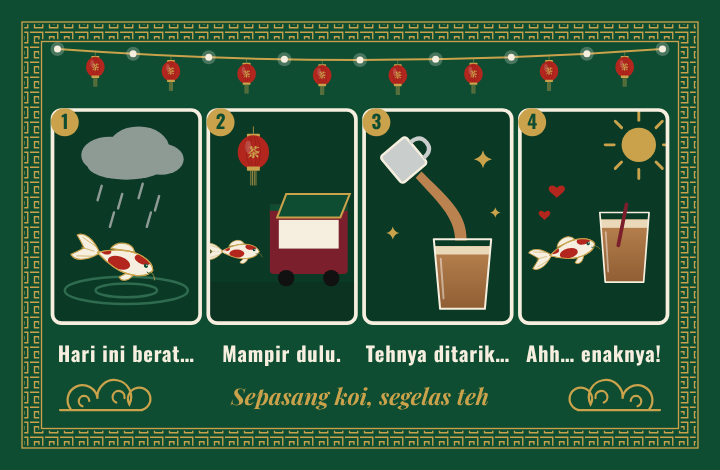 1
2
3
4
Hari ini berat...
Mampir dulu.
Tehnya ditarik...
Ahh... enaknya!
Sepasang koi, segelas teh